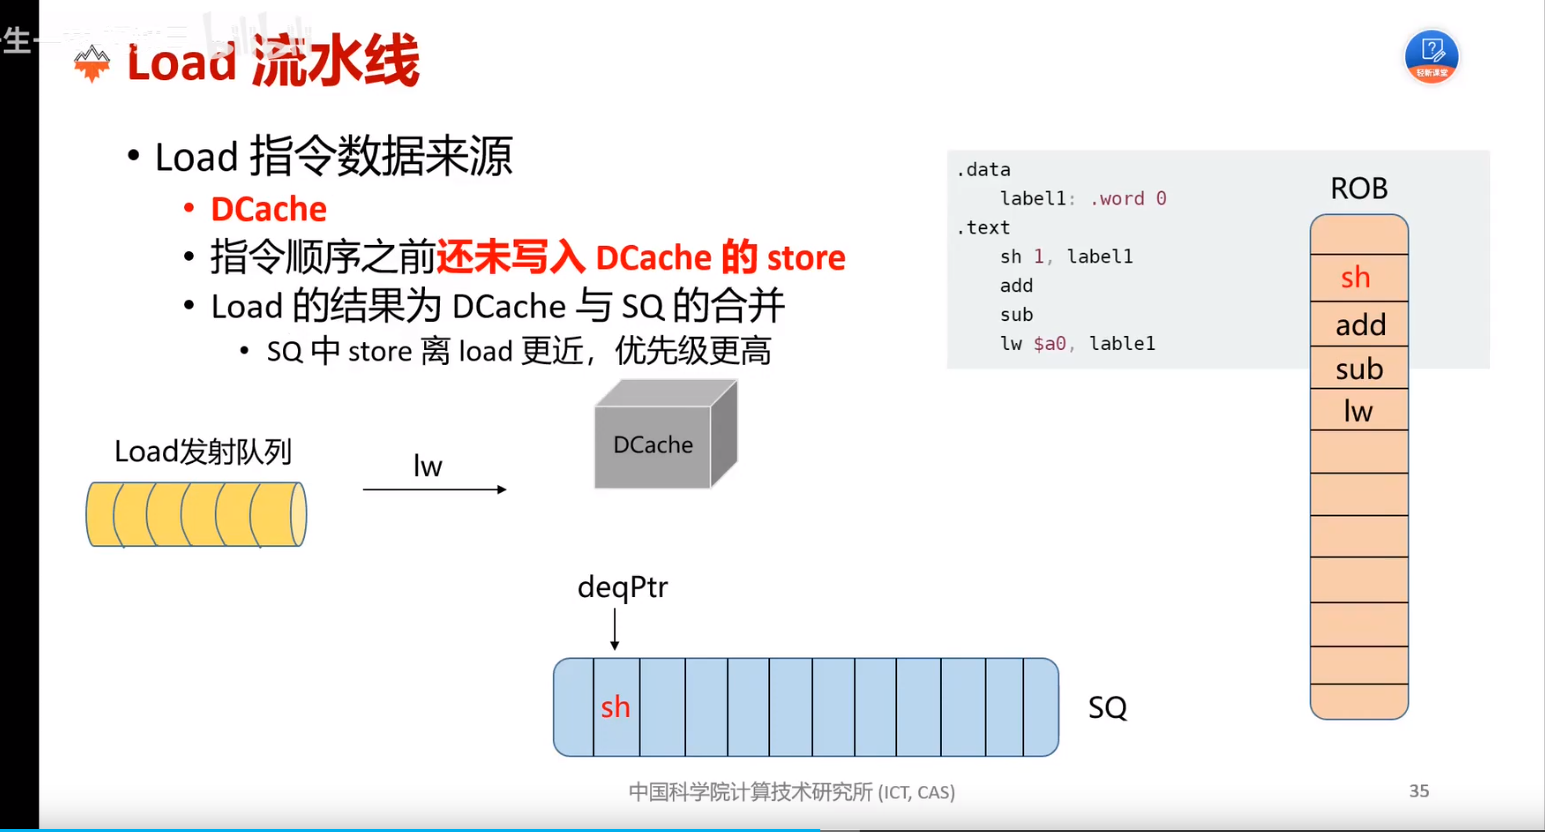 Load 流水线
轻新课堂
• Load 指令数据来源
• DCache
• 指令顺序之前还未写入 DCache 的 store
• Load 的结果为 DCache 与 SQ 的合并
• SQ 中 store 离 load 更近，优先级更高
.data
label1: .word 0
.text
sh 1, label1
add
sub
lw $a0, lable1
ROB
sh
add
sub
lw
Load发射队列
lw
DCache
deqPtr
sh
SQ
中国科学院计算技术研究所 (ICT, CAS)
35